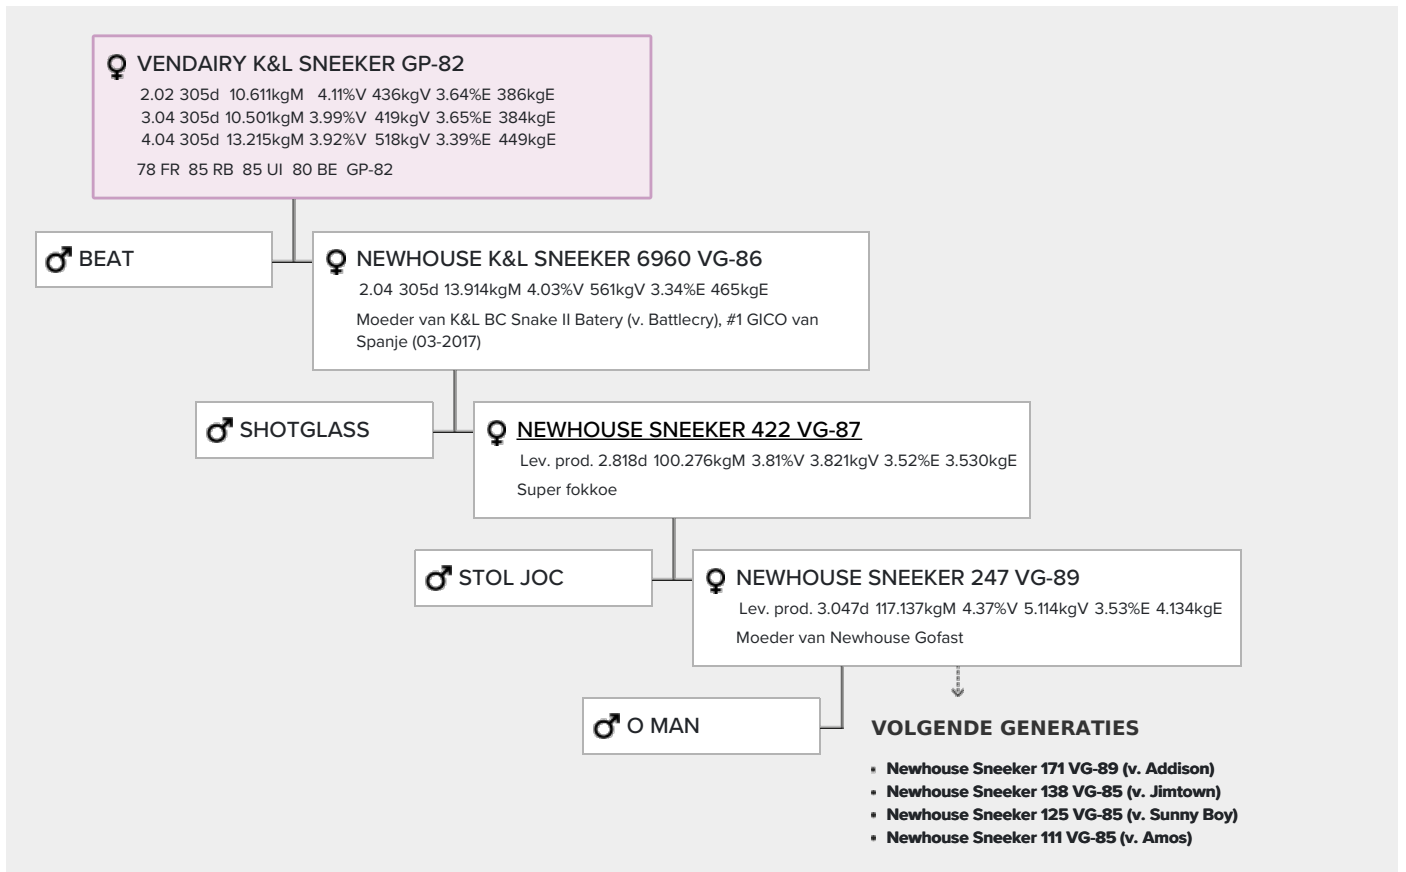 VENDAIRY K&L SNEEKER GP-82
2.02 305d 10.611kgM 4.11%V 436kgV 3.64%E 386kgE
3.04 305d 10.501kgM 3.99%V 419kgV 3.65%E 384kgE
4.04 305d 13.215kgM 3.92%V 518kgV 3.39%E 449kgE
78 FR 85 RB 85 UI 80 BE GP-82
BEAT
NEWHOUSE K&L SNEEKER 6960 VG-86
2.04 305d 13.914kgM 4.03%V 561kgV 3.34%E 465kgE
Moeder van K&L BC Snake II Batery (v. Battlecry), #1 GICO van
Spanje (03-2017)
SHOTGLASS
NEWHOUSE SNEEKER 422 VG-87
Lev. prod. 2.818d 100.276kgM 3.81%V 3.821kgV 3.52%E 3.530kgE
Super fokkoe
STOL JOC
NEWHOUSE SNEEKER 247 VG-89
Lev. prod. 3.047d 117.137kgM 4.37%V 5.114kgV 3.53%E 4.134kgE
Moeder van Newhouse Gofast
O MAN
VOLGENDE GENERATIES
Newhouse Sneeker 171 VG-89 (v. Addison)
Newhouse Sneeker 138 VG-85 (v. Jimtown)
Newhouse Sneeker 125 VG-85 (v. Sunny Boy)
Newhouse Sneeker 111 VG-85 (v. Amos)